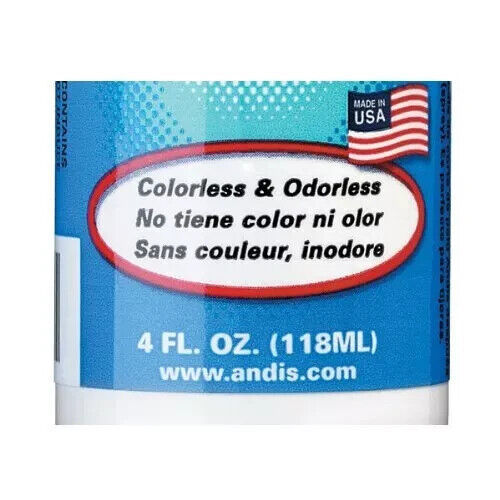 MADE IN
USA
Colorless & Odorless
No tiene color ni olor
Sans couleur, inodore
4 FL. OZ. (118ML)
www.andis.com
CONTAINS